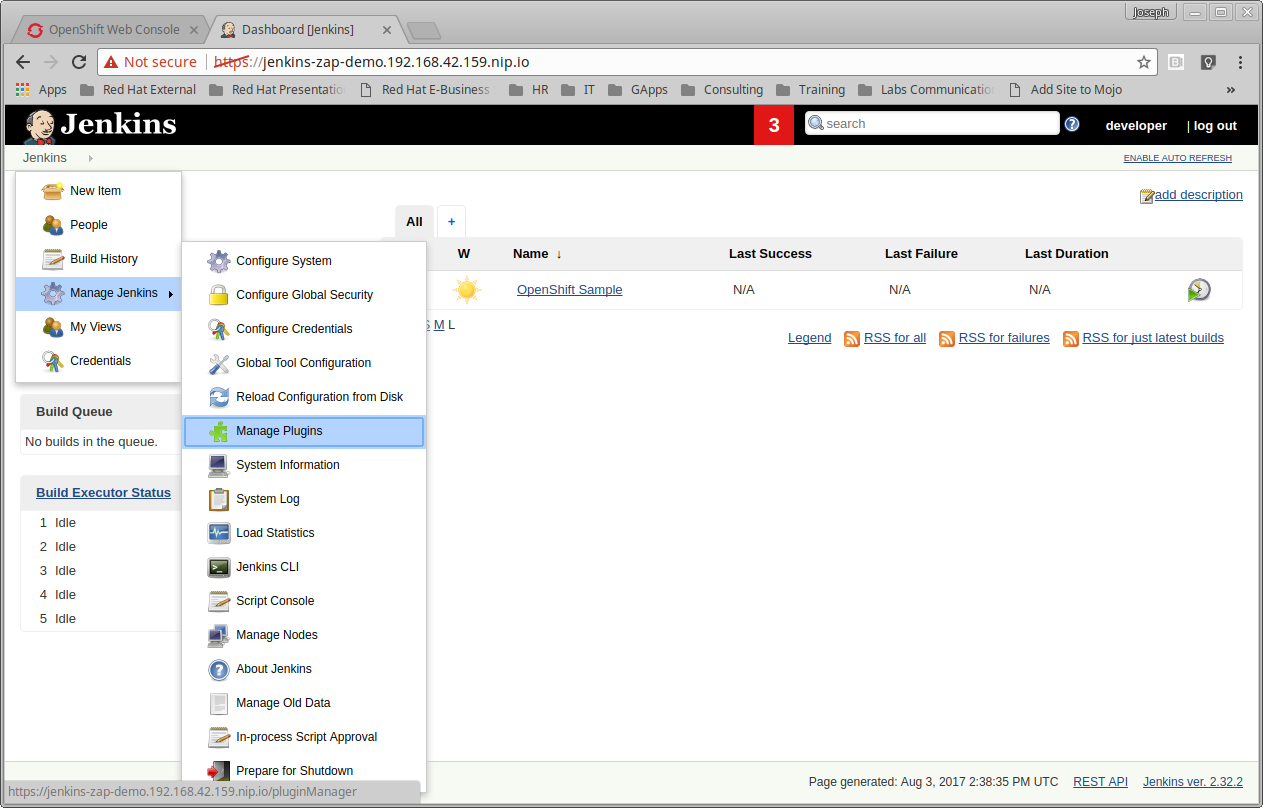 Joseph
OpenShift Web Console
Dashboard [Jenkins]
Not secure https://jenkins-zap-demo.192.168.42.159.nip.io
Apps Red Hat External Red Hat Presentatio Red Hat E-Business HR IT GApps Consulting Training Labs Communicatio Add Site to Mojo »
Jenkins 3 search developer | log out
Jenkins ENABLE AUTO REFRESH
add description
New Item
People
Build History
Manage Jenkins
My Views
Credentials
Configure System
Configure Global Security
Configure Credentials
Global Tool Configuration
Reload Configuration from Disk
Manage Plugins
System Information
System Log
Load Statistics
Jenkins CLI
Script Console
Manage Nodes
About Jenkins
Manage Old Data
In-process Script Approval
Prepare for Shutdown
All +
W Name ↓ Last Success Last Failure Last Duration
OpenShift Sample N/A N/A N/A
S M L
Legend RSS for all RSS for failures RSS for just latest builds
Build Queue
No builds in the queue.
Build Executor Status
1 Idle
2 Idle
3 Idle
4 Idle
5 Idle
Page generated: Aug 3, 2017 2:38:35 PM UTC REST API Jenkins ver. 2.32.2
https://jenkins-zap-demo.192.168.42.159.nip.io/pluginManager